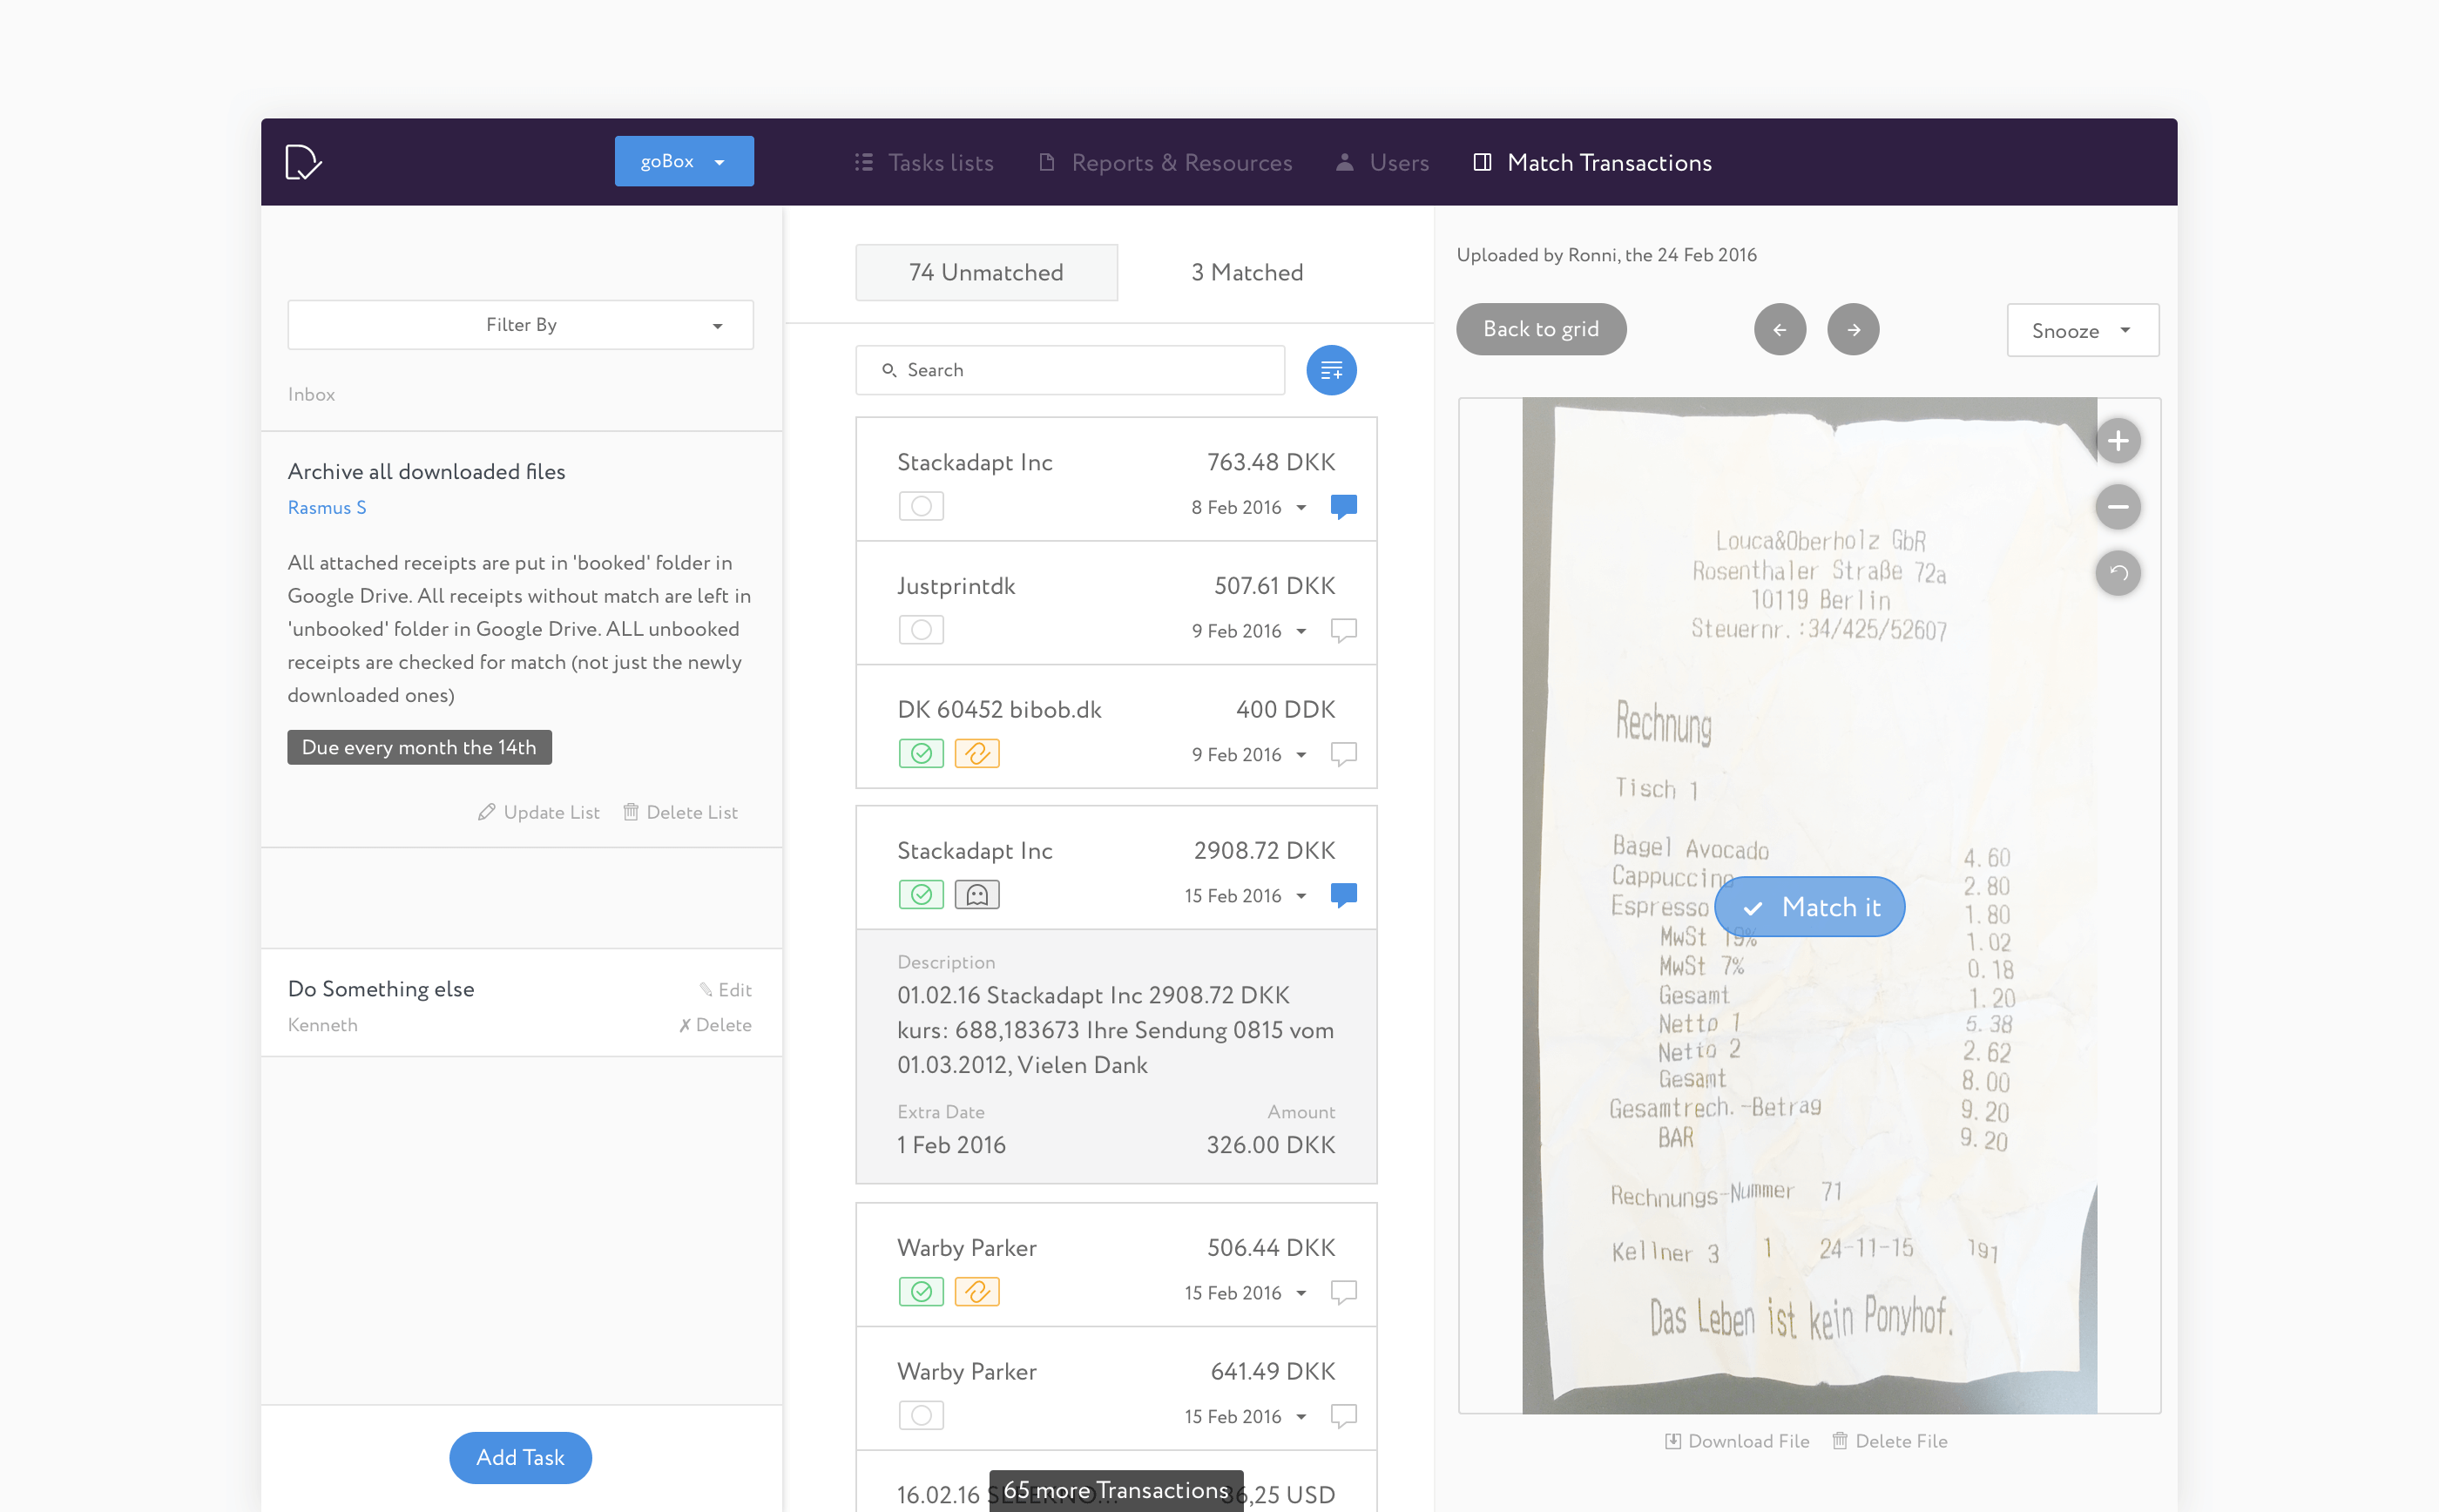 goBox
Tasks lists
Reports & Resources
Users
Match Transactions
Filter By
Inbox
Archive all downloaded files
Rasmus S
All attached receipts are put in 'booked' folder in
Google Drive. All receipts without match are left in
'unbooked' folder in Google Drive. ALL unbooked
receipts are checked for match (not just the newly
downloaded ones)
Due every month the 14th
Update List
Delete List
Do Something else
Edit
Kenneth
Delete
Add Task
74 Unmatched
3 Matched
Search
Stackadapt Inc 763.48 DKK
8 Feb 2016
Justprintdk 507.61 DKK
9 Feb 2016
DK 60452 bibob.dk 400 DDK
9 Feb 2016
Stackadapt Inc 2908.72 DKK
15 Feb 2016
Description
01.02.16 Stackadapt Inc 2908.72 DKK
kurs: 688,183673 Ihre Sendung 0815 vom
01.03.2012, Vielen Dank
Extra Date Amount
1 Feb 2016 326.00 DKK
Warby Parker 506.44 DKK
15 Feb 2016
Warby Parker 641.49 DKK
15 Feb 2016
16.02.16 6,25 USD
65 more Transactions
Uploaded by Ronni, the 24 Feb 2016
Back to grid
Snooze
Louca&Oberholz GbR
Rosenthaler Straße 72a
10119 Berlin
Steuernr.:34/425/52607
Rechnung
Tisch 1
Bagel Avocado 4.60
Cappuccino 2.80
Espresso 1.80
Match it
MwSt 19% 1.02
MwSt 7% 0.18
Gesamt 1.20
Netto 1 5.38
Netto 2 2.62
Gesamt 8.00
Gesamtrech.-Betrag 9.20
BAR 9.20
Rechnungs-Nummer 71
Kellner 3 1 24-11-15 191
Das Leben ist kein Ponyhof.
Download File
Delete File